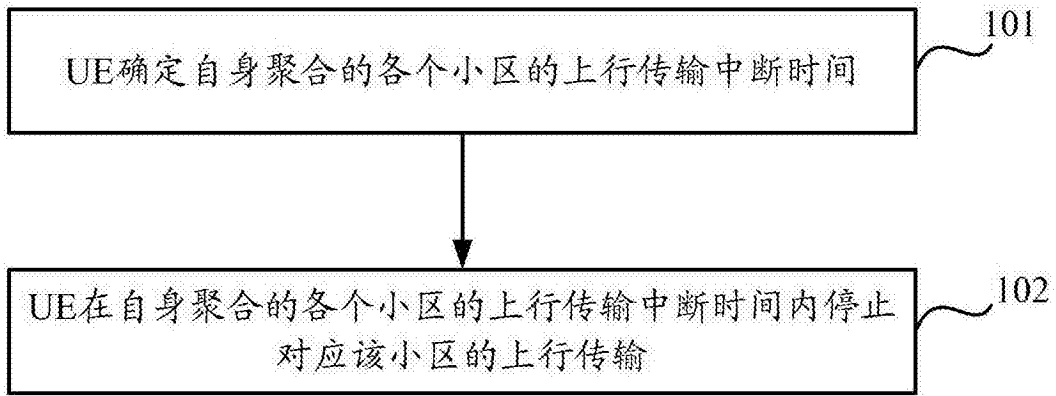 101
UE确定自身聚合的各个小区的上行传输中断时间
102
UE在自身聚合的各个小区的上行传输中断时间内停止
对应该小区的上行传输